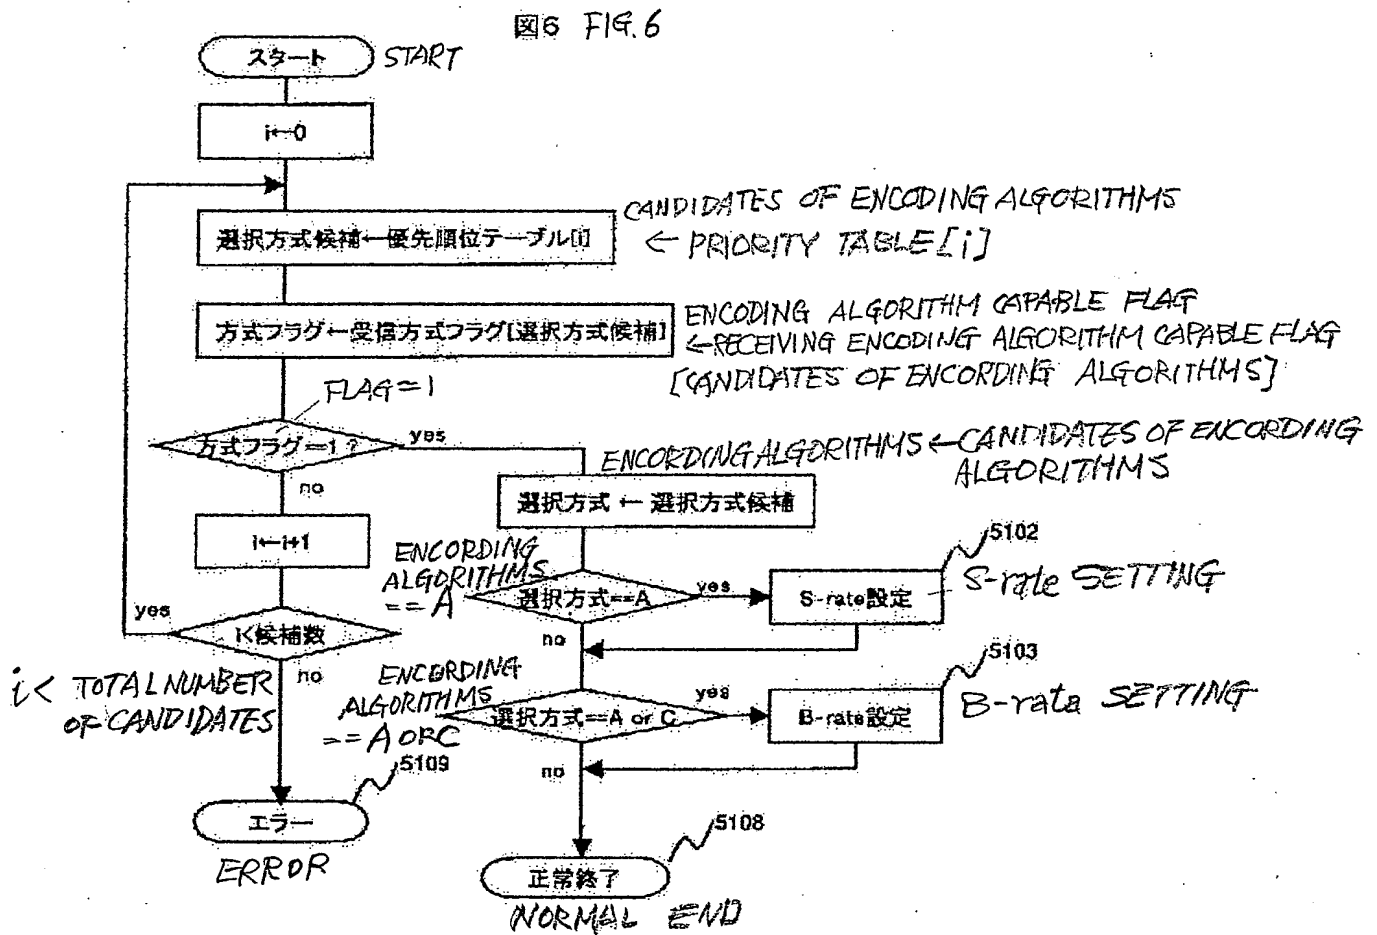 図6 FIG. 6
スタート START
i←0
選択方式候補←優先順位テーブル[i]
CANDIDATES OF ENCODING ALGORITHMS
← PRIORITY TABLE[i]
方式フラグ←受信方式フラグ[選択方式候補]
ENCODING ALGORITHM CAPABLE FLAG
←RECEIVING ENCODING ALGORITHM CAPABLE FLAG
[CANDIDATES OF ENCORDING ALGORITHMS]
FLAG=1
方式フラグ==1 ?
yes
no
ENCORDING ALGORITHMS←CANDIDATES OF ENCORDING
ALGORITHMS
選択方式 ← 選択方式候補
i←i+1
ENCORDING
ALGORITHMS
== A
選択方式==A
yes
no
5102
S-rate設定
S-rate SETTING
yes
i<候補数
no
i < TOTAL NUMBER
OF CANDIDATES
ENCORDING
ALGORITHMS
== A OR C
選択方式==A or C
yes
no
5103
B-rate設定
B-rata SETTING
5109
エラー
ERROR
5108
正常終了
NORMAL END